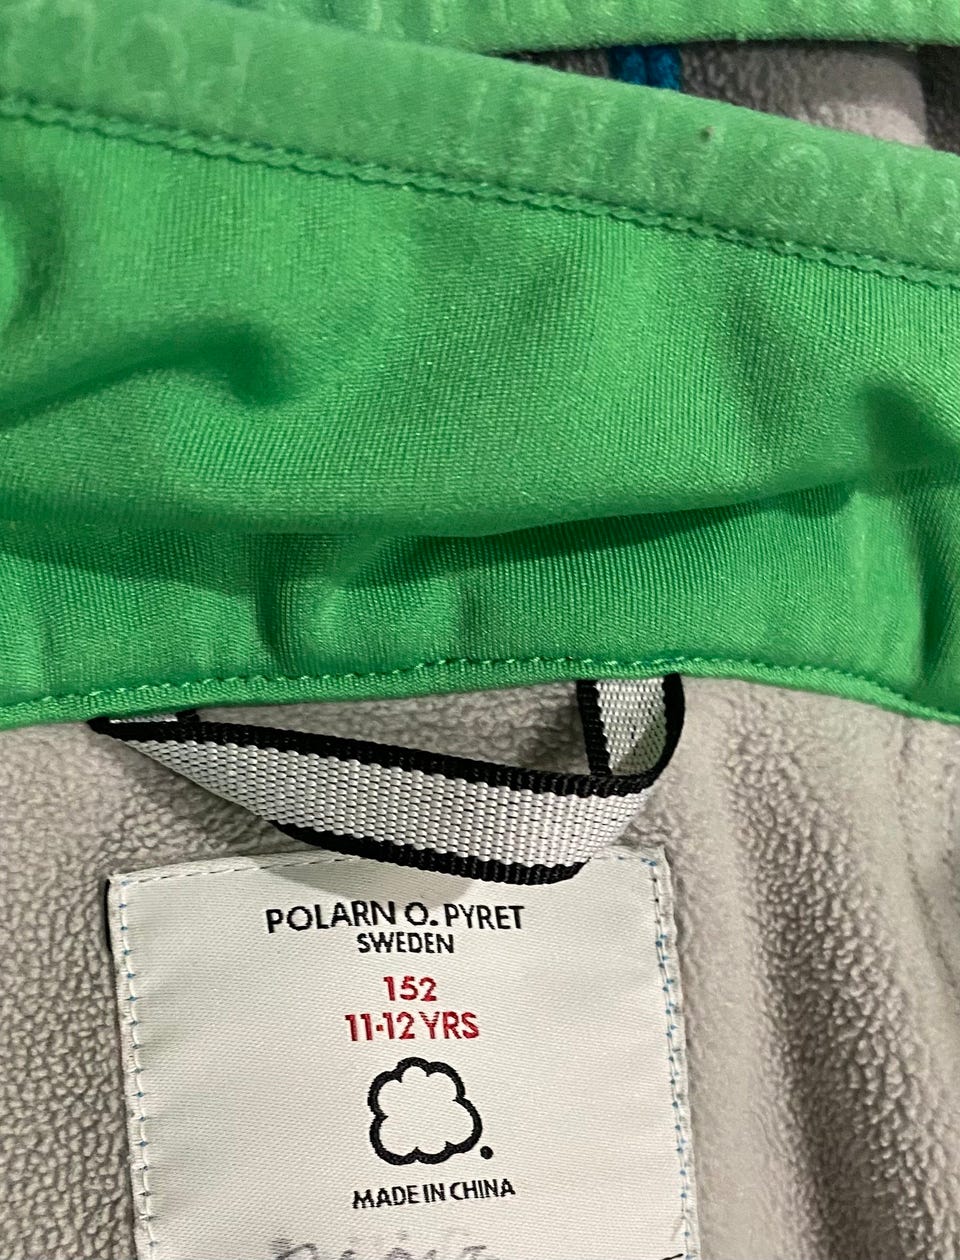 POLARN O. PYRET
SWEDEN
152
11-12 YRS
MADE IN CHINA